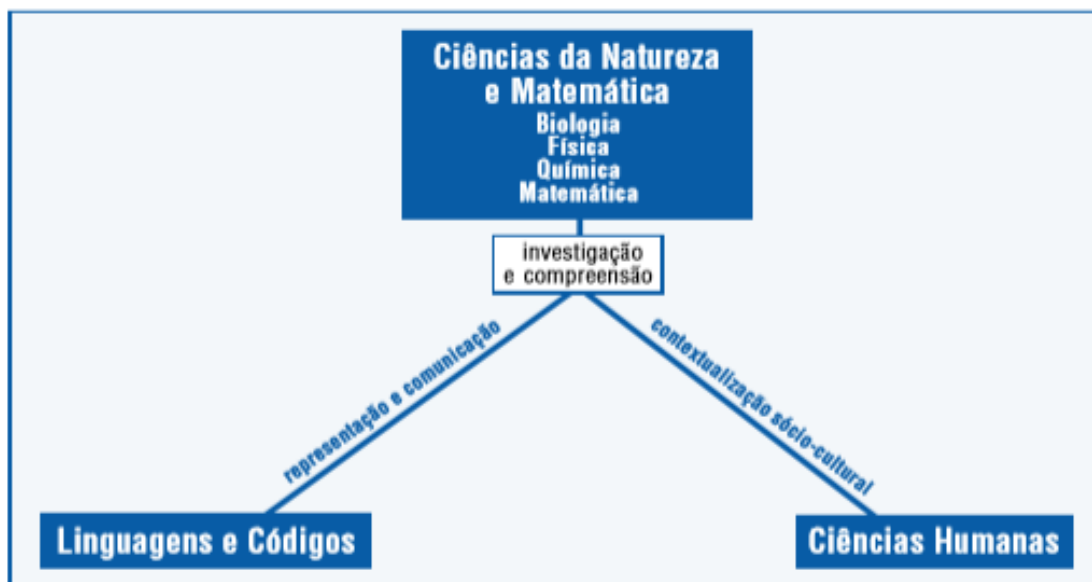 Ciências da Natureza
e Matemática
Biologia
Física
Química
Matemática
investigação
e compreensão
representação e comunicação
contextualização sócio-cultural
Linguagens e Códigos
Ciências Humanas